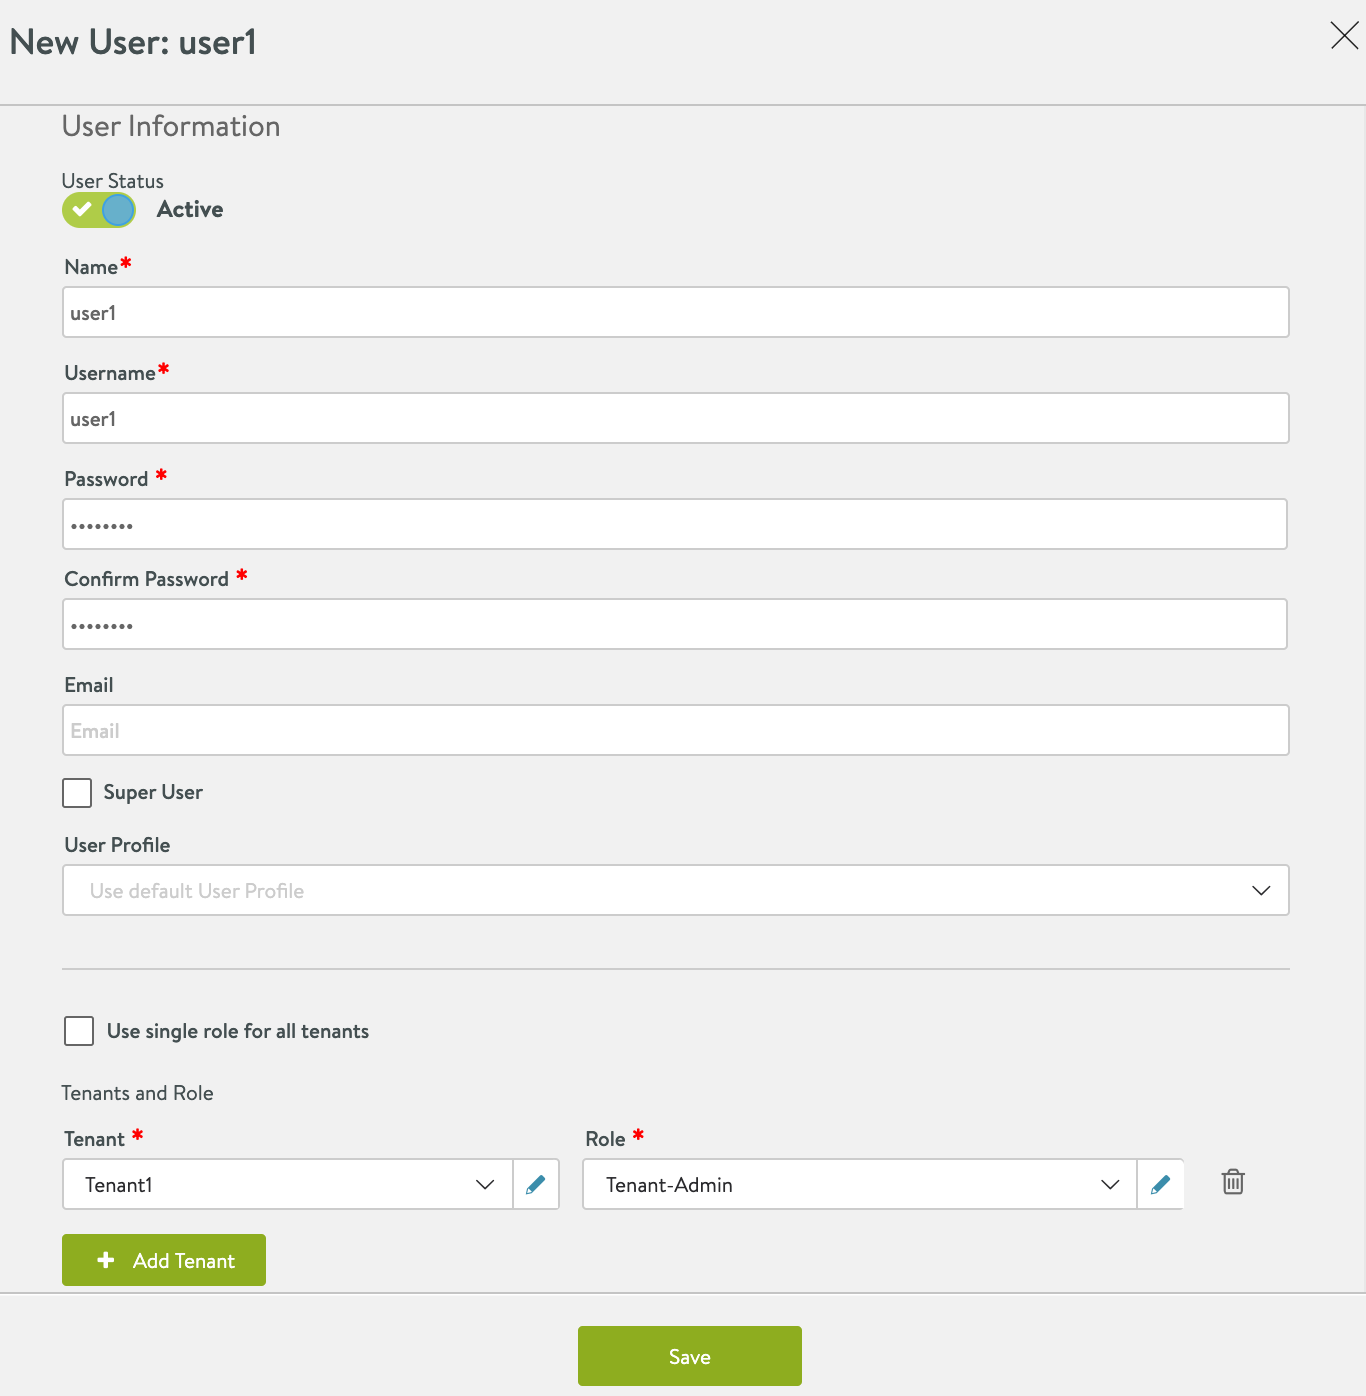 New User: user1
User Information
User Status
Active
Name*
user1
Username*
user1
Password *
••••••••
Confirm Password *
••••••••
Email
Email
Super User
User Profile
Use default User Profile
Use single role for all tenants
Tenants and Role
Tenant * Role *
Tenant1 Tenant-Admin
+ Add Tenant
Save